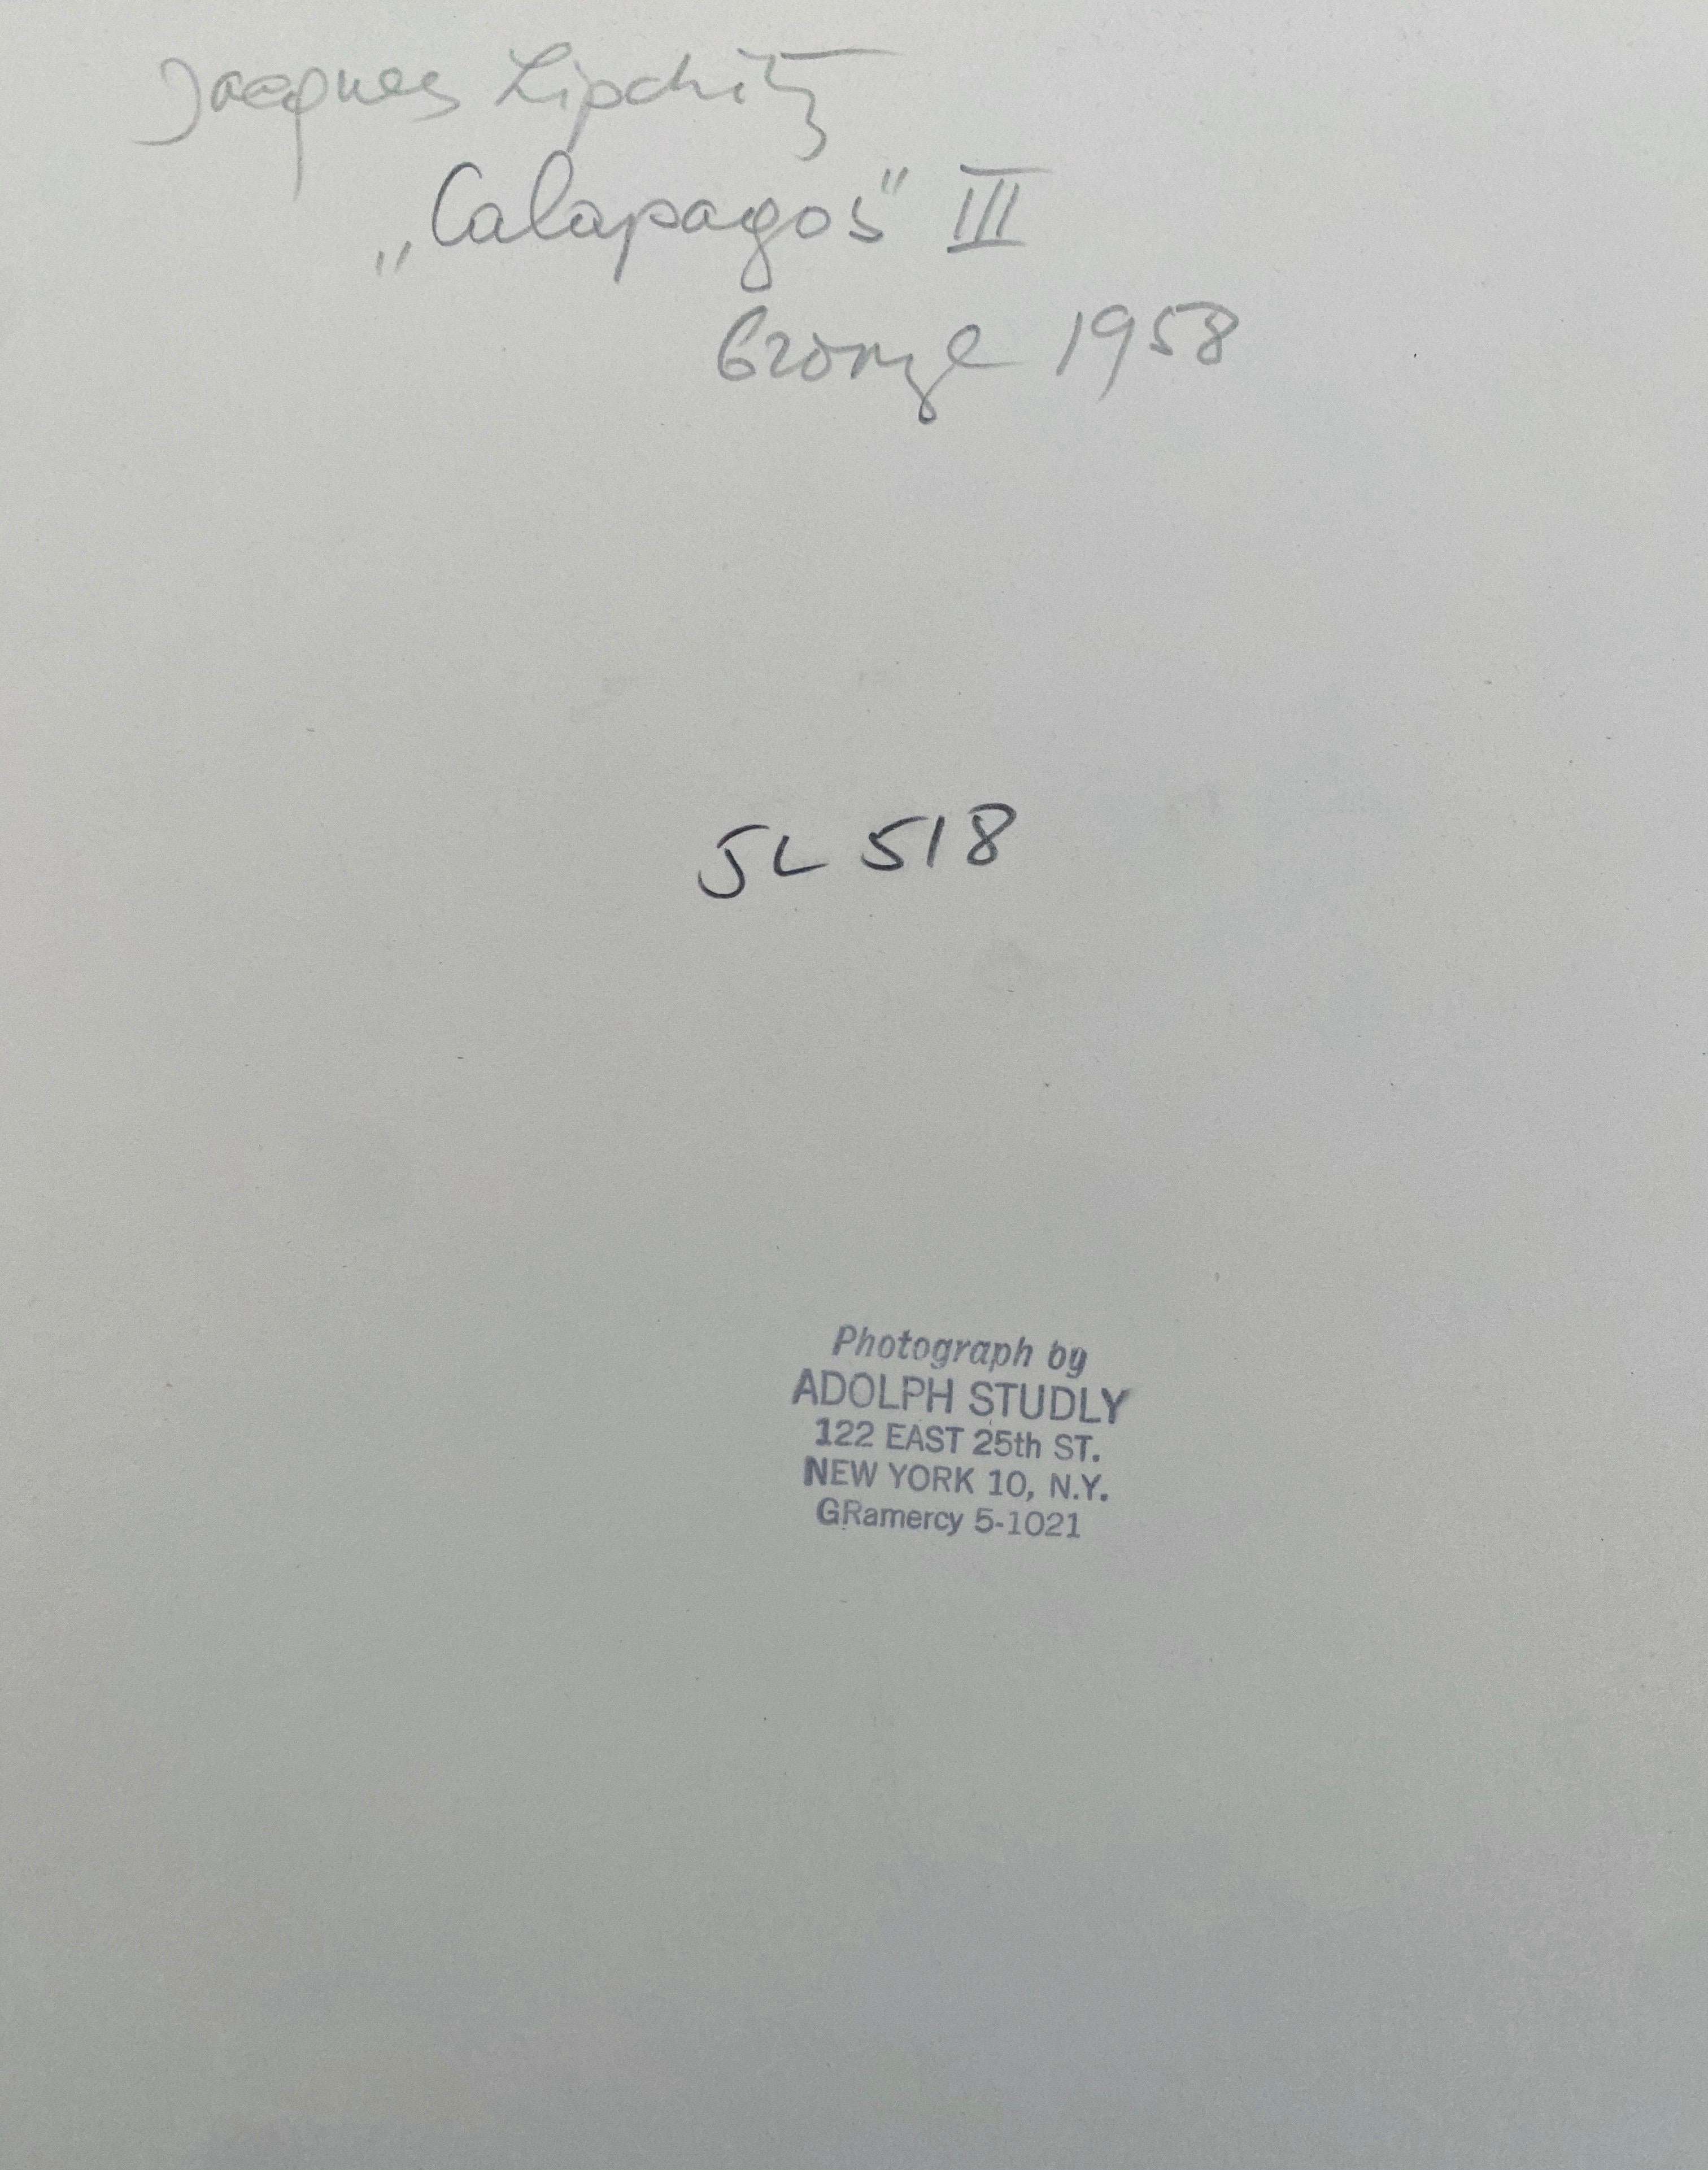 Jacques Lipchitz
„Calapagos" III
bronze 1958
JL 518
Photograph by
ADOLPH STUDLY
122 EAST 25th ST.
NEW YORK 10, N.Y.
GRamercy 5-1021